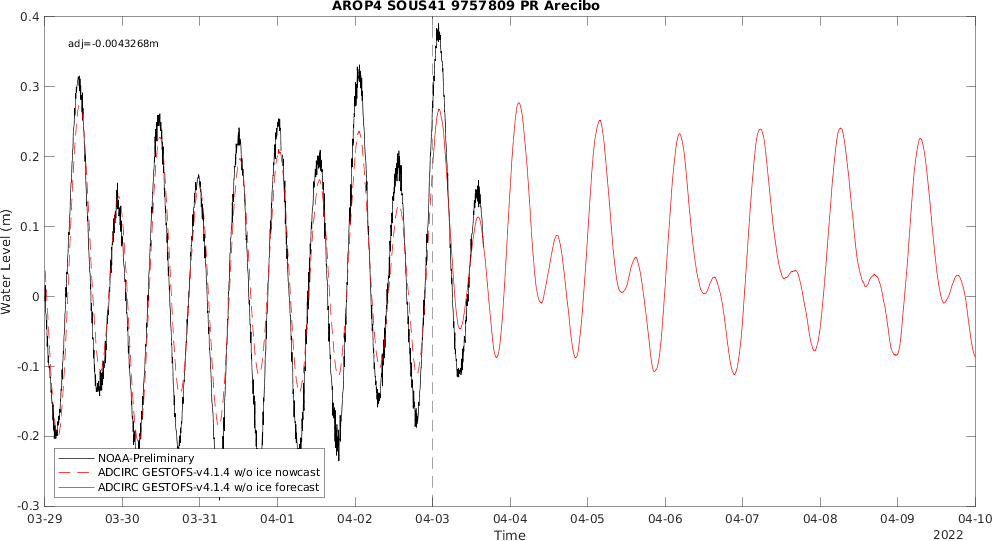 AROP4 SOUS41 9757809 PR Arecibo
adj=-0.0043268m
Water Level (m)
0.4
0.3
0.2
0.1
0
-0.1
-0.2
-0.3
NOAA-Preliminary
ADCIRC GESTOFS-v4.1.4 w/o ice nowcast
ADCIRC GESTOFS-v4.1.4 w/o ice forecast
03-29 03-30 03-31 04-01 04-02 04-03 04-04 04-05 04-06 04-07 04-08 04-09 04-10
Time
2022